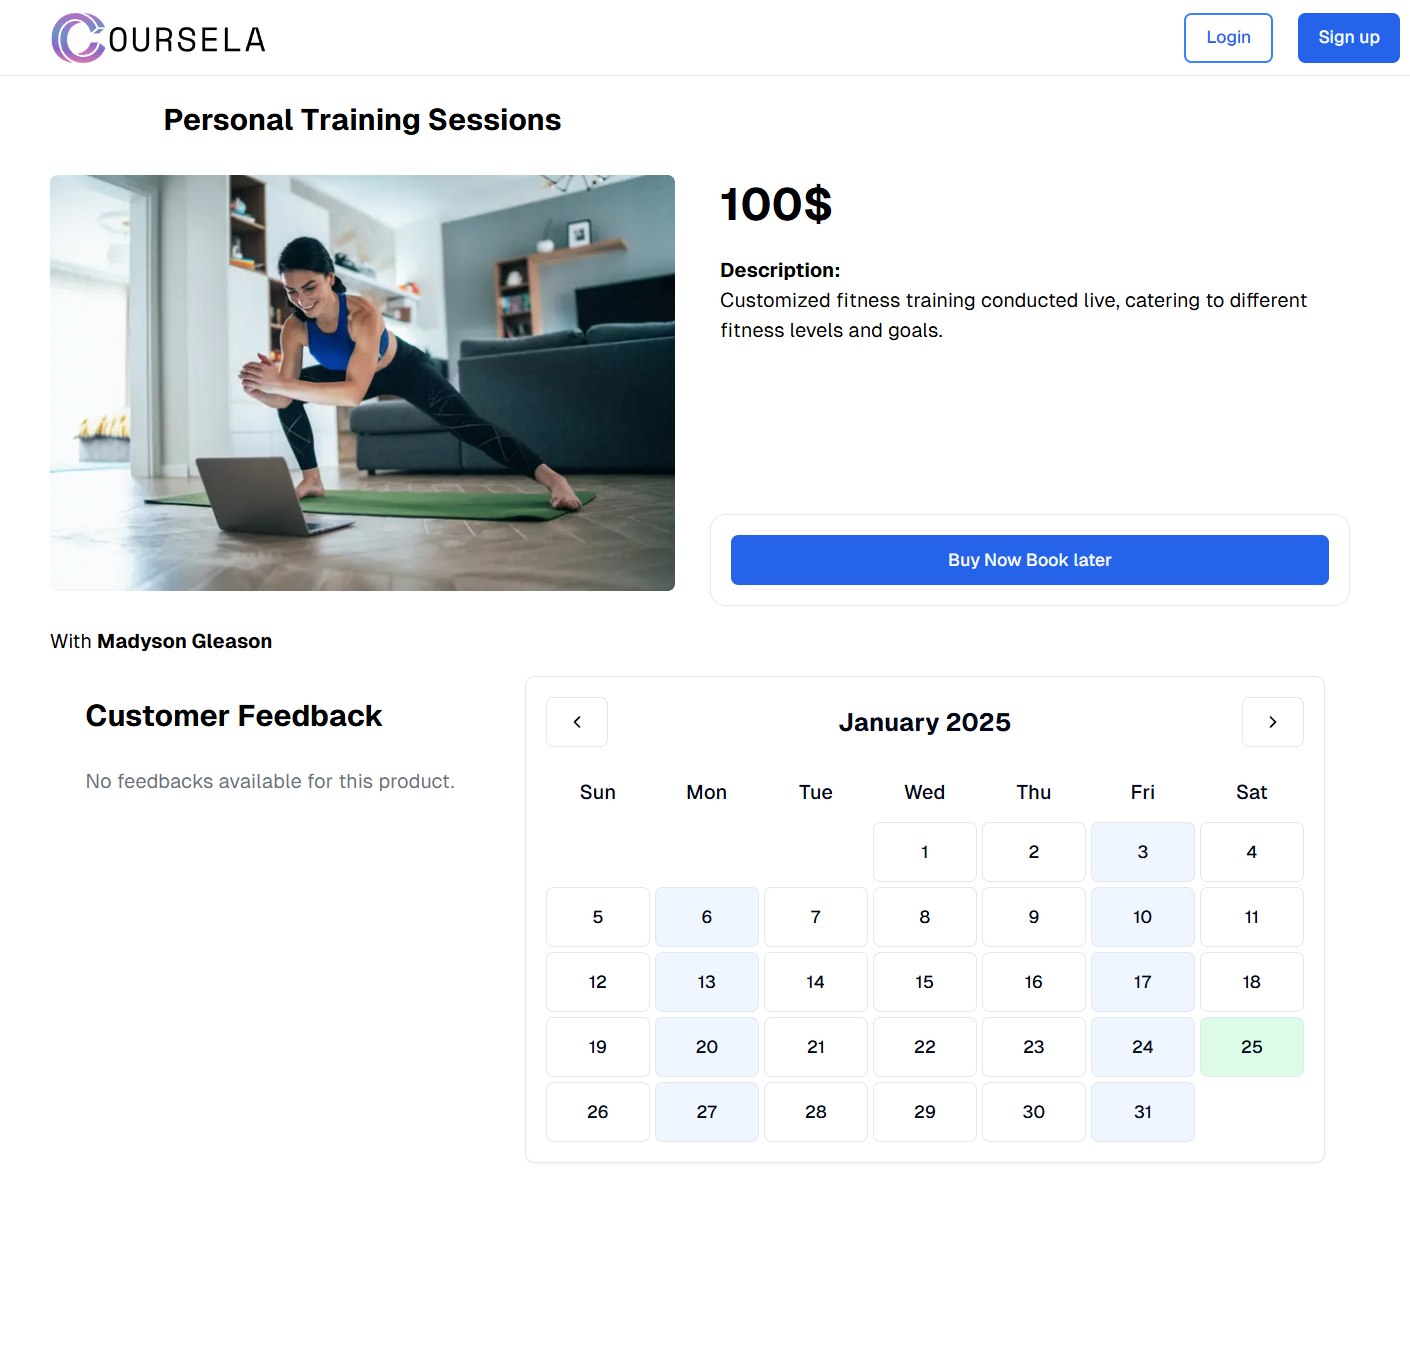 COURSELA
Login
Sign up
Personal Training Sessions
100$
Description:
Customized fitness training conducted live, catering to different
fitness levels and goals.
Buy Now Book later
With Madyson Gleason
Customer Feedback
No feedbacks available for this product.
January 2025
Sun Mon Tue Wed Thu Fri Sat
1 2 3 4
5 6 7 8 9 10 11
12 13 14 15 16 17 18
19 20 21 22 23 24 25
26 27 28 29 30 31